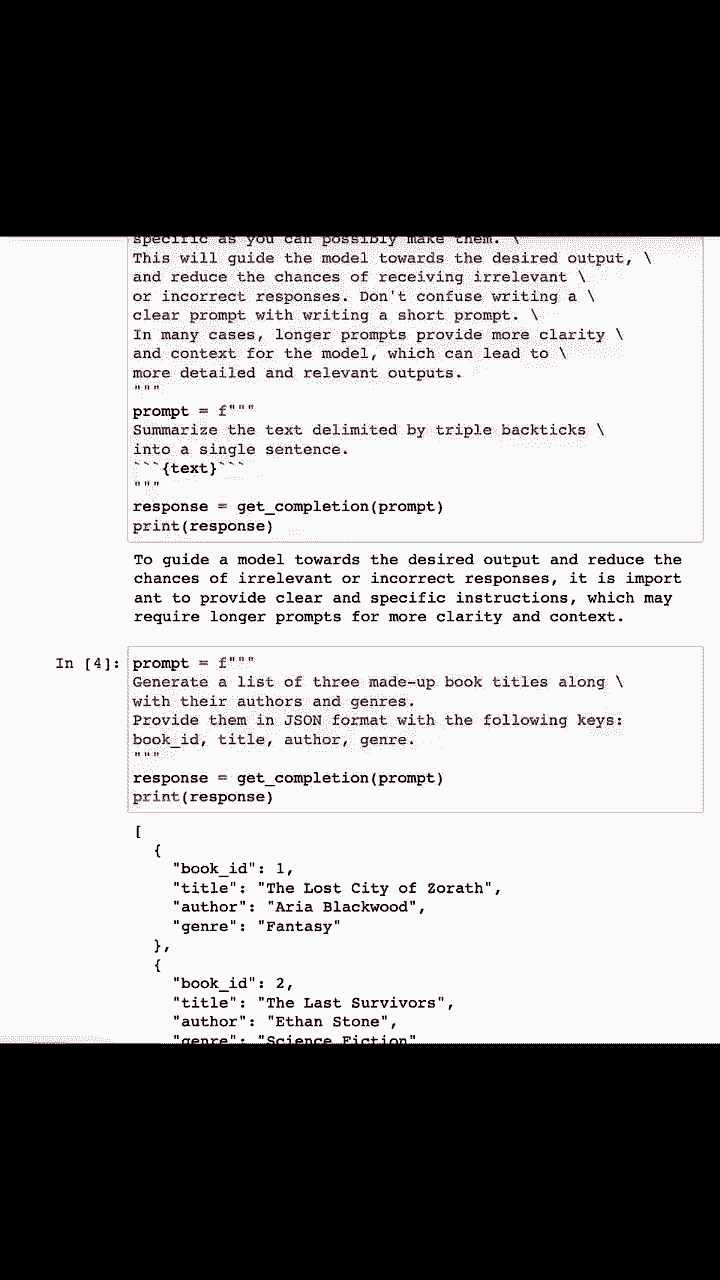 specific as you can possibly make them. \
This will guide the model towards the desired output, \
and reduce the chances of receiving irrelevant \
or incorrect responses. Don't confuse writing a \
clear prompt with writing a short prompt. \
In many cases, longer prompts provide more clarity \
and context for the model, which can lead to \
more detailed and relevant outputs.
"""
prompt = f"""
Summarize the text delimited by triple backticks \
into a single sentence.
```{text}```
"""
response = get_completion(prompt)
print(response)
To guide a model towards the desired output and reduce the
chances of irrelevant or incorrect responses, it is import
ant to provide clear and specific instructions, which may
require longer prompts for more clarity and context.
In [4]: prompt = f"""
Generate a list of three made-up book titles along \
with their authors and genres.
Provide them in JSON format with the following keys:
book_id, title, author, genre.
"""
response = get_completion(prompt)
print(response)
[
  {
    "book_id": 1,
    "title": "The Lost City of Zorath",
    "author": "Aria Blackwood",
    "genre": "Fantasy"
  },
  {
    "book_id": 2,
    "title": "The Last Survivors",
    "author": "Ethan Stone",
    "genre": "Science Fiction"